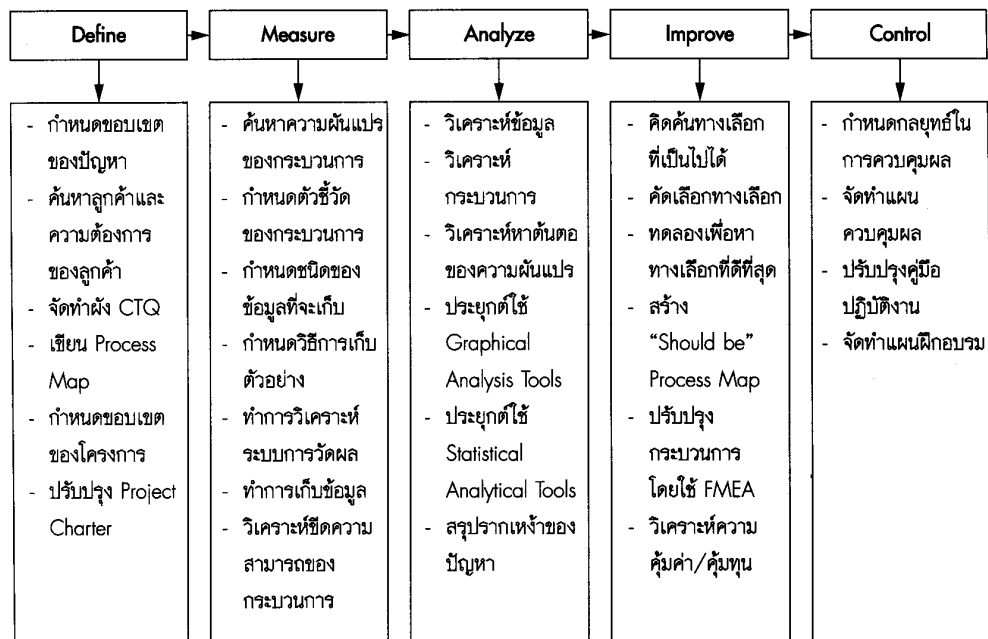 Define
Measure
Analyze
Improve
Control
- กำหนดขอบเขต
ของปัญหา
- ค้นหาลูกค้าและ
ความต้องการ
ของลูกค้า
- จัดทำผัง CTQ
- เขียน Process
Map
- กำหนดขอบเขต
ของโครงการ
- ปรับปรุง Project
Charter
- ค้นหาความผันแปร
ของกระบวนการ
- กำหนดตัวชี้วัด
ของกระบวนการ
- กำหนดชนิดของ
ข้อมูลที่จะเก็บ
- กำหนดวิธีการเก็บ
ตัวอย่าง
- ทำการวิเคราะห์
ระบบการวัดผล
- ทำการเก็บข้อมูล
- วิเคราะห์ขีดความ
สามารถของ
กระบวนการ
- วิเคราะห์ข้อมูล
- วิเคราะห์
กระบวนการ
- วิเคราะห์หาต้นตอ
ของความผันแปร
- ประยุกต์ใช้
Graphical
Analysis Tools
- ประยุกต์ใช้
Statistical
Analytical Tools
- สรุปรากเหง้าของ
ปัญหา
- คิดค้นทางเลือก
ที่เป็นไปได้
- คัดเลือกทางเลือก
- ทดลองเพื่อหา
ทางเลือกที่ดีที่สุด
- สร้าง
“Should be”
Process Map
- ปรับปรุง
กระบวนการ
โดยใช้ FMEA
- วิเคราะห์ความ
คุ้มค่า/คุ้มทุน
- กำหนดกลยุทธ์ใน
การควบคุมผล
- จัดทำแผน
ควบคุมผล
- ปรับปรุงคู่มือ
ปฏิบัติงาน
- จัดทำแผนฝึกอบรม